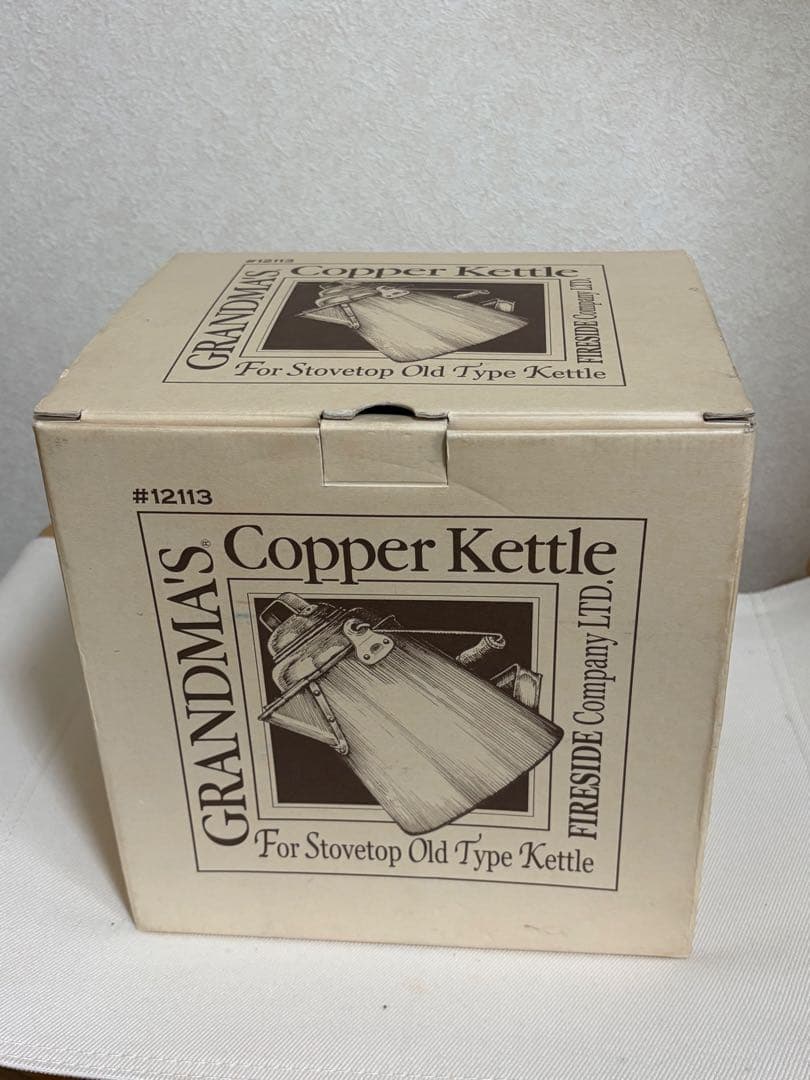 #12113
GRANDMA'S
Copper Kettle
FIRESIDE Company LTD.
For Stovetop Old Type Kettle
#12113
GRANDMA'S®
Copper Kettle
FIRESIDE Company LTD.
For Stovetop Old Type Kettle